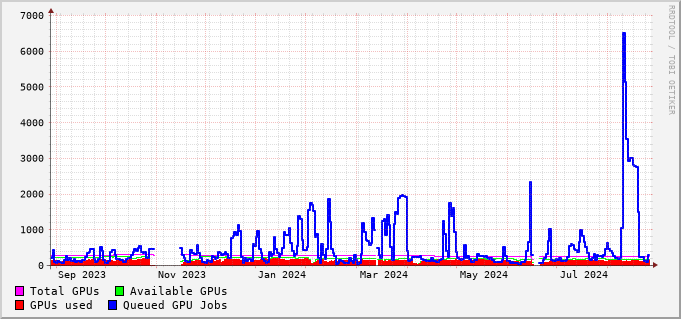 7000
6000
5000
4000
3000
2000
1000
0
Sep 2023 Nov 2023 Jan 2024 Mar 2024 May 2024 Jul 2024
Total GPUs Available GPUs
GPUs used Queued GPU Jobs
RRDTOOL / TOBI OETIKER